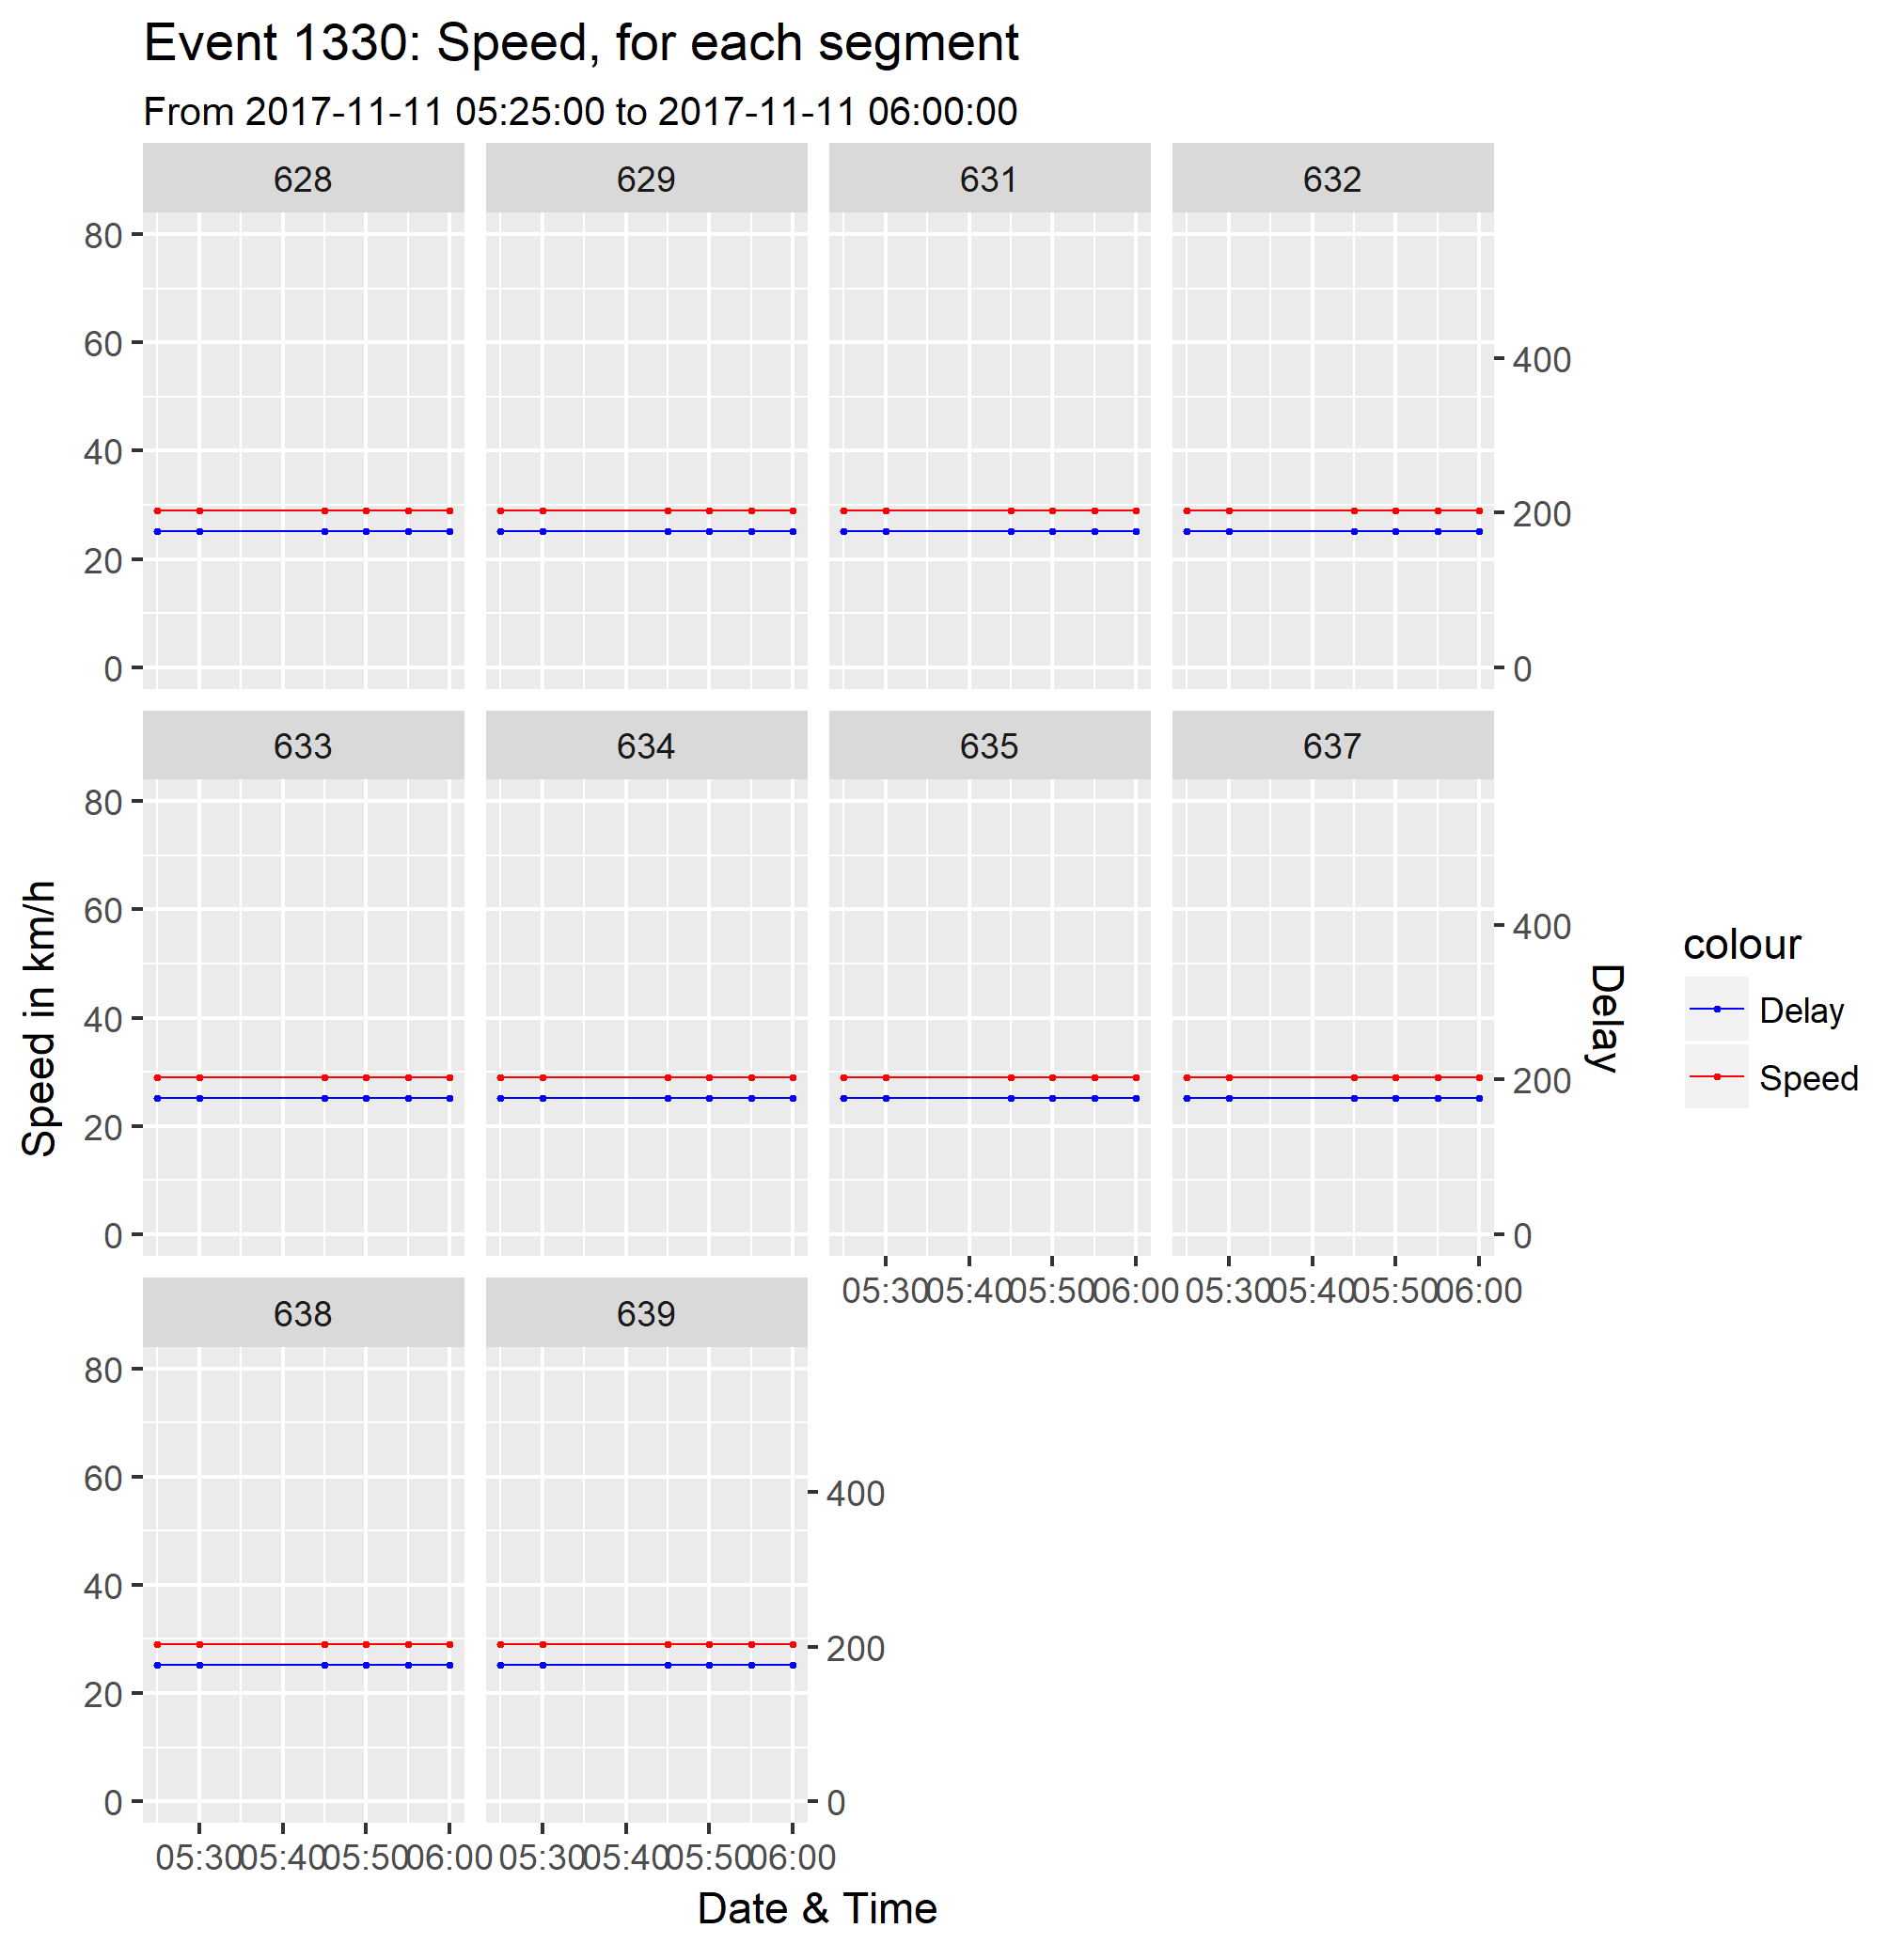 Event 1330: Speed, for each segment
From 2017-11-11 05:25:00 to 2017-11-11 06:00:00
628 629 631 632
80
60
40
20
0
400
200
0
633 634 635 637
80
60
40
20
0
400
200
0
05:30 05:40 05:50 06:00 05:30 05:40 05:50 06:00
638 639
80
60
40
20
0
400
200
0
05:30 05:40 05:50 06:00 05:30 05:40 05:50 06:00
Date & Time
Speed in km/h
Delay
colour
Delay
Speed